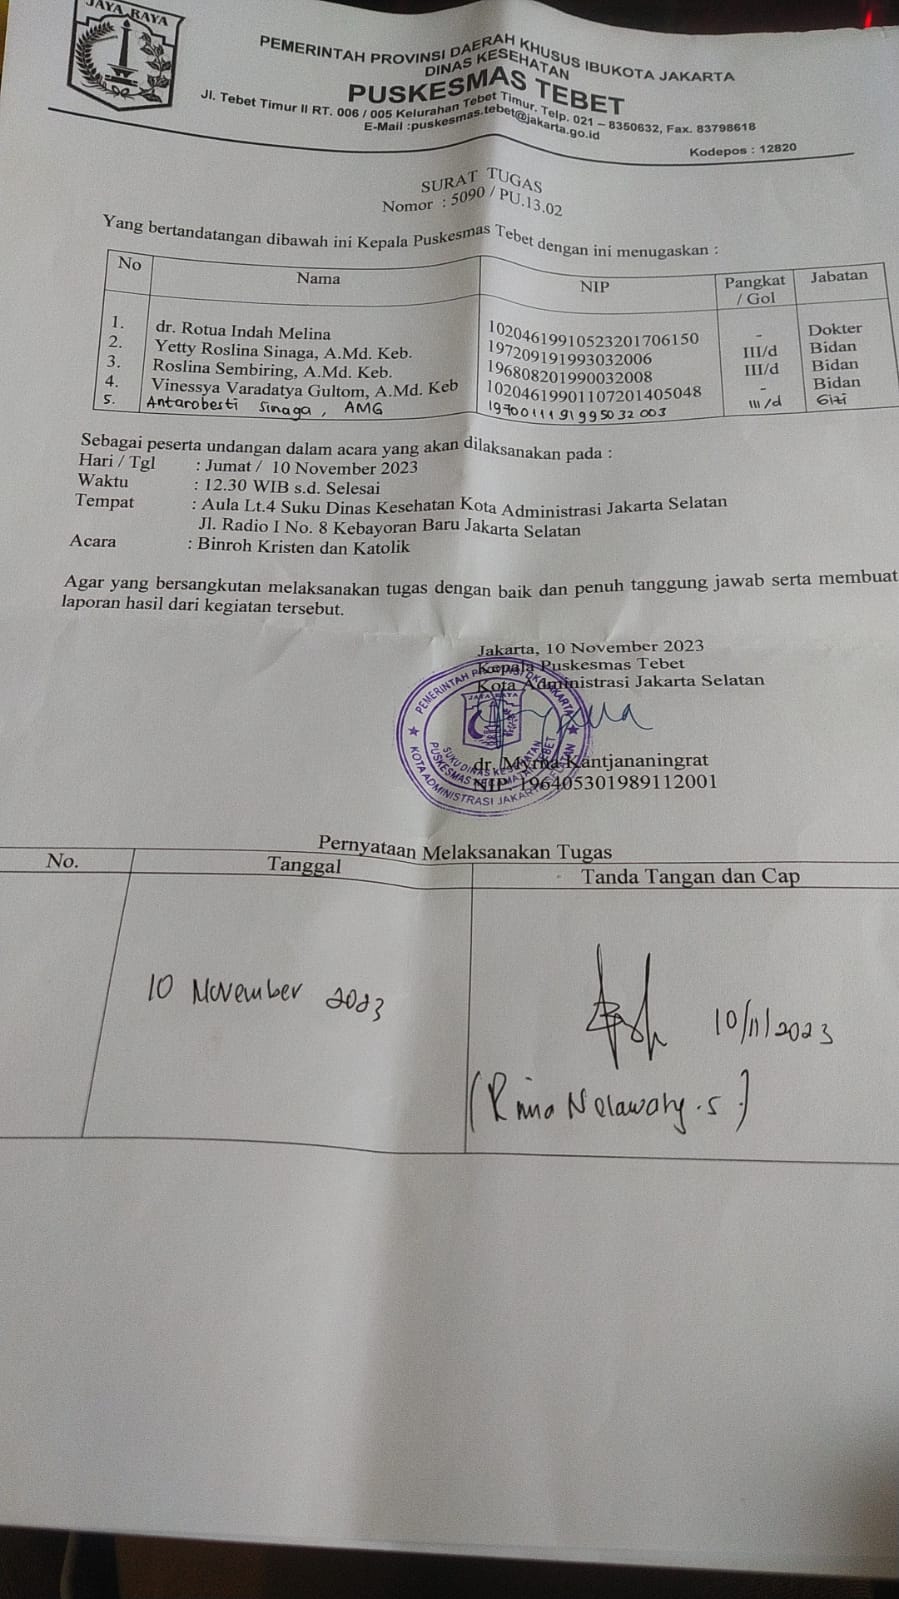 JAYA RAYA
PEMERINTAH PROVINSI DAERAH KHUSUS IBUKOTA JAKARTA
DINAS KESEHATAN
PUSKESMAS TEBET
Jl. Tebet Timur II RT. 006 / 005 Kelurahan Tebet Timur, Telp. 021 – 8350632, Fax. 83798618
E-Mail :puskesmas.tebet@jakarta.go.id
Kodepos : 12820
SURAT TUGAS
Nomor : 5090 / PU.13.02
Yang bertandatangan dibawah ini Kepala Puskesmas Tebet dengan ini menugaskan :
No Nama NIP Pangkat / Gol Jabatan
1. dr. Rotua Indah Melina 10204619910523201706150 - Dokter
2. Yetty Roslina Sinaga, A.Md. Keb. 197209191993032006 III/d Bidan
3. Roslina Sembiring, A.Md. Keb. 196808201990032008 III/d Bidan
4. Vinessya Varadatya Gultom, A.Md. Keb 10204619901107201405048 - Bidan
5. Antarobesti Sinaga, AMG 197001119199503 2 003 III/d Gizi
Sebagai peserta undangan dalam acara yang akan dilaksanakan pada :
Hari / Tgl : Jumat / 10 November 2023
Waktu : 12.30 WIB s.d. Selesai
Tempat : Aula Lt.4 Suku Dinas Kesehatan Kota Administrasi Jakarta Selatan
Jl. Radio I No. 8 Kebayoran Baru Jakarta Selatan
Acara : Binroh Kristen dan Katolik
Agar yang bersangkutan melaksanakan tugas dengan baik dan penuh tanggung jawab serta membuat
laporan hasil dari kegiatan tersebut.
Jakarta, 10 November 2023
Kepala Puskesmas Tebet
Kota Administrasi Jakarta Selatan
PEMERINTAH PROVINSI DKI JAKARTA
JAYA RAYA
SUKU DINAS KESEHATAN
PUSKESMAS KECAMATAN TEBET
KOTA ADMINISTRASI JAKARTA SELATAN
dr. Myrna Kantjananingrat
NIP. 196405301989112001
Pernyataan Melaksanakan Tugas
No. Tanggal Tanda Tangan dan Cap
10 November 2023
10/11/2023